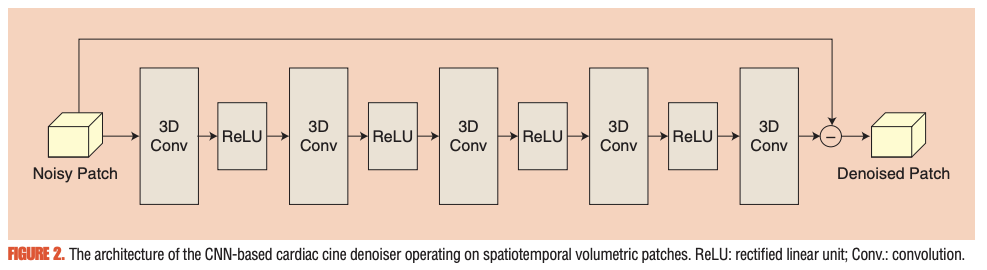 3D
Conv
ReLU
3D
Conv
ReLU
3D
Conv
ReLU
3D
Conv
ReLU
3D
Conv
−
Noisy Patch
Denoised Patch
FIGURE 2. The architecture of the CNN-based cardiac cine denoiser operating on spatiotemporal volumetric patches. ReLU: rectified linear unit; Conv.: convolution.